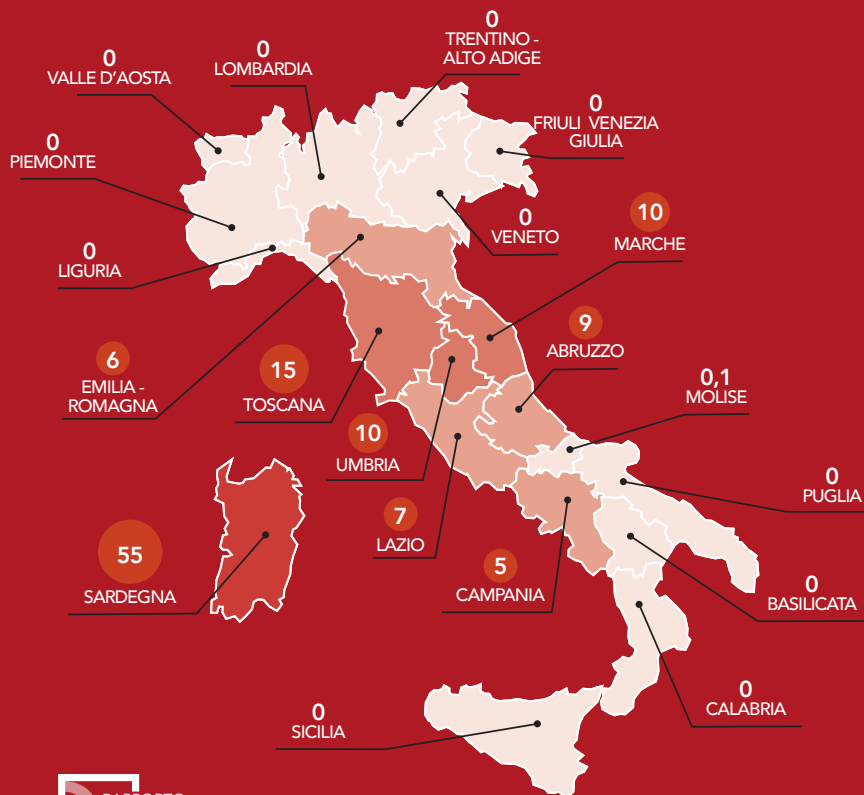 0
TRENTINO -
ALTO ADIGE
0
VALLE D'AOSTA
0
LOMBARDIA
0
FRIULI VENEZIA
GIULIA
0
PIEMONTE
0
VENETO
10
MARCHE
0
LIGURIA
9
ABRUZZO
6
EMILIA -
ROMAGNA
15
TOSCANA
0,1
MOLISE
10
UMBRIA
0
PUGLIA
7
LAZIO
55
SARDEGNA
5
CAMPANIA
0
BASILICATA
0
CALABRIA
0
SICILIA
RAPPORTO